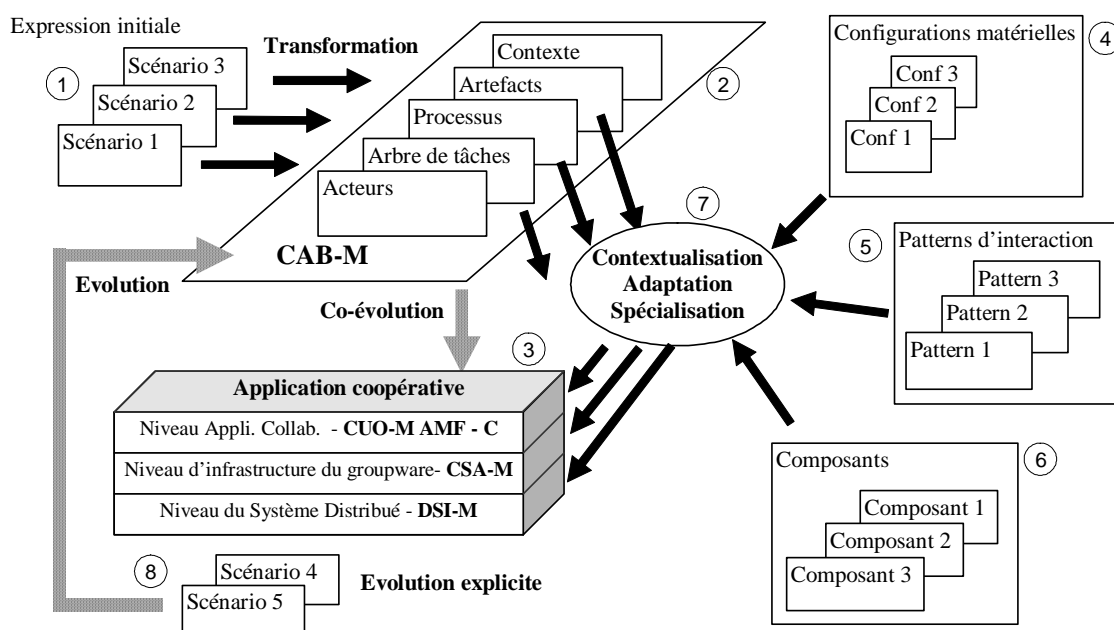 Expression initiale
1
Scénario 3
Scénario 2
Scénario 1
Transformation
Contexte
Artefacts
Processus
Arbre de tâches
Acteurs
CAB-M
2
Configurations matérielles
4
Conf 3
Conf 2
Conf 1
7
Contextualisation
Adaptation
Spécialisation
5
Patterns d'interaction
Pattern 3
Pattern 2
Pattern 1
Evolution
Co-évolution
3
Application coopérative
Niveau Appli. Collab. - CUO-M AMF - C
Niveau d'infrastructure du groupware- CSA-M
Niveau du Système Distribué - DSI-M
Composants
6
Composant 1
Composant 2
Composant 3
8
Scénario 4
Scénario 5
Evolution explicite